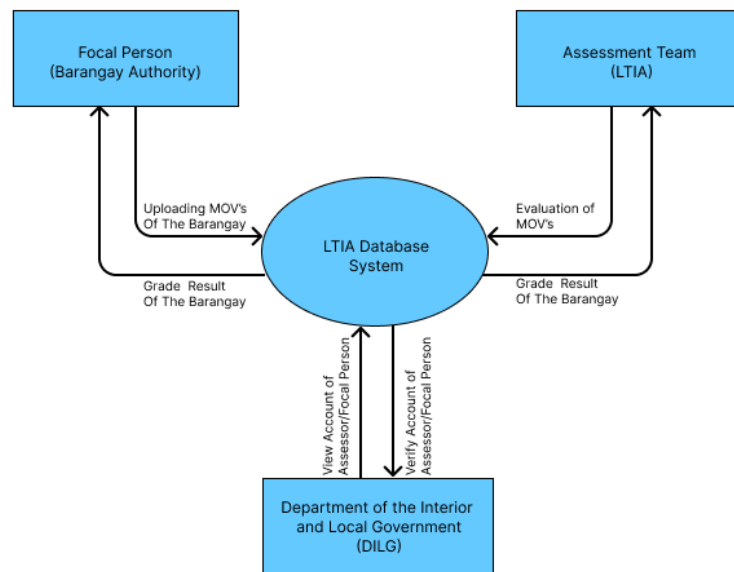 Focal Person
(Barangay Authority)
Assessment Team
(LTIA)
Uploading MOV's
Of The Barangay
Evaluation of
MOV's
LTIA Database
System
Grade Result
Of The Barangay
Grade Result
Of The Barangay
View Account of
Assessor/Focal Person
Verify Account of
Assessor/Focal Person
Department of the Interior
and Local Government
(DILG)